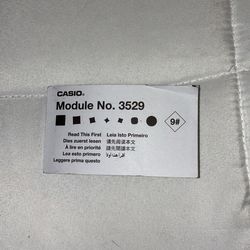 CASIO
Module No. 3529
9#
Read This First
Leia Isto Primeiro
Dies zuerst lesen
请先阅读本文
A lire en priorité
請先閱讀本文
Lea esto primero
اقرأ هذا أولا
Leggere prima questo